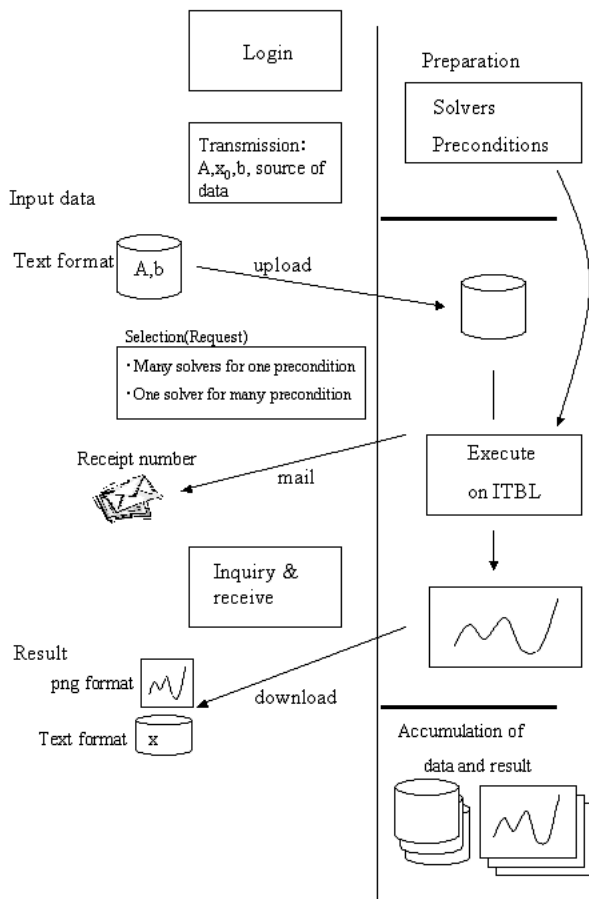 Login
Preparation
Solvers
Preconditions
Transmission:
A,x₀,b, source of
data
Input data
Text format
A,b
upload
Selection(Request)
・Many solvers for one precondition
・One solver for many precondition
Receipt number
mail
Execute
on ITBL
Inquiry &
receive
Result
png format
download
Text format
x
Accumulation of
data and result